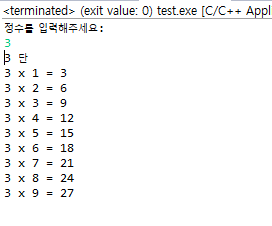 <terminated> (exit value: 0) test.exe [C/C++ Appl
정수를 입력해주세요:
3
3 단
3 x 1 = 3
3 x 2 = 6
3 x 3 = 9
3 x 4 = 12
3 x 5 = 15
3 x 6 = 18
3 x 7 = 21
3 x 8 = 24
3 x 9 = 27